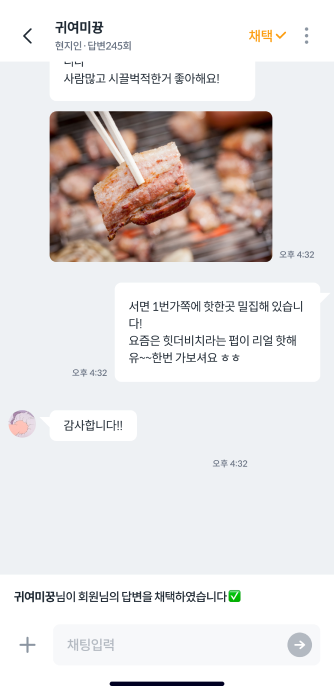 귀여미꿍
현지인·답변245회
채택
사람많고 시끌벅적한거 좋아해요!
오후 4:32
서면 1번가쪽에 핫한곳 밀집해 있습니
다!
요즘은 힛더비치라는 펍이 리얼 핫해
유~~한번 가보셔요 ㅎㅎ
오후 4:32
감사합니다!!
오후 4:32
귀여미꿍님이 회원님의 답변을 채택하였습니다✅
채팅입력